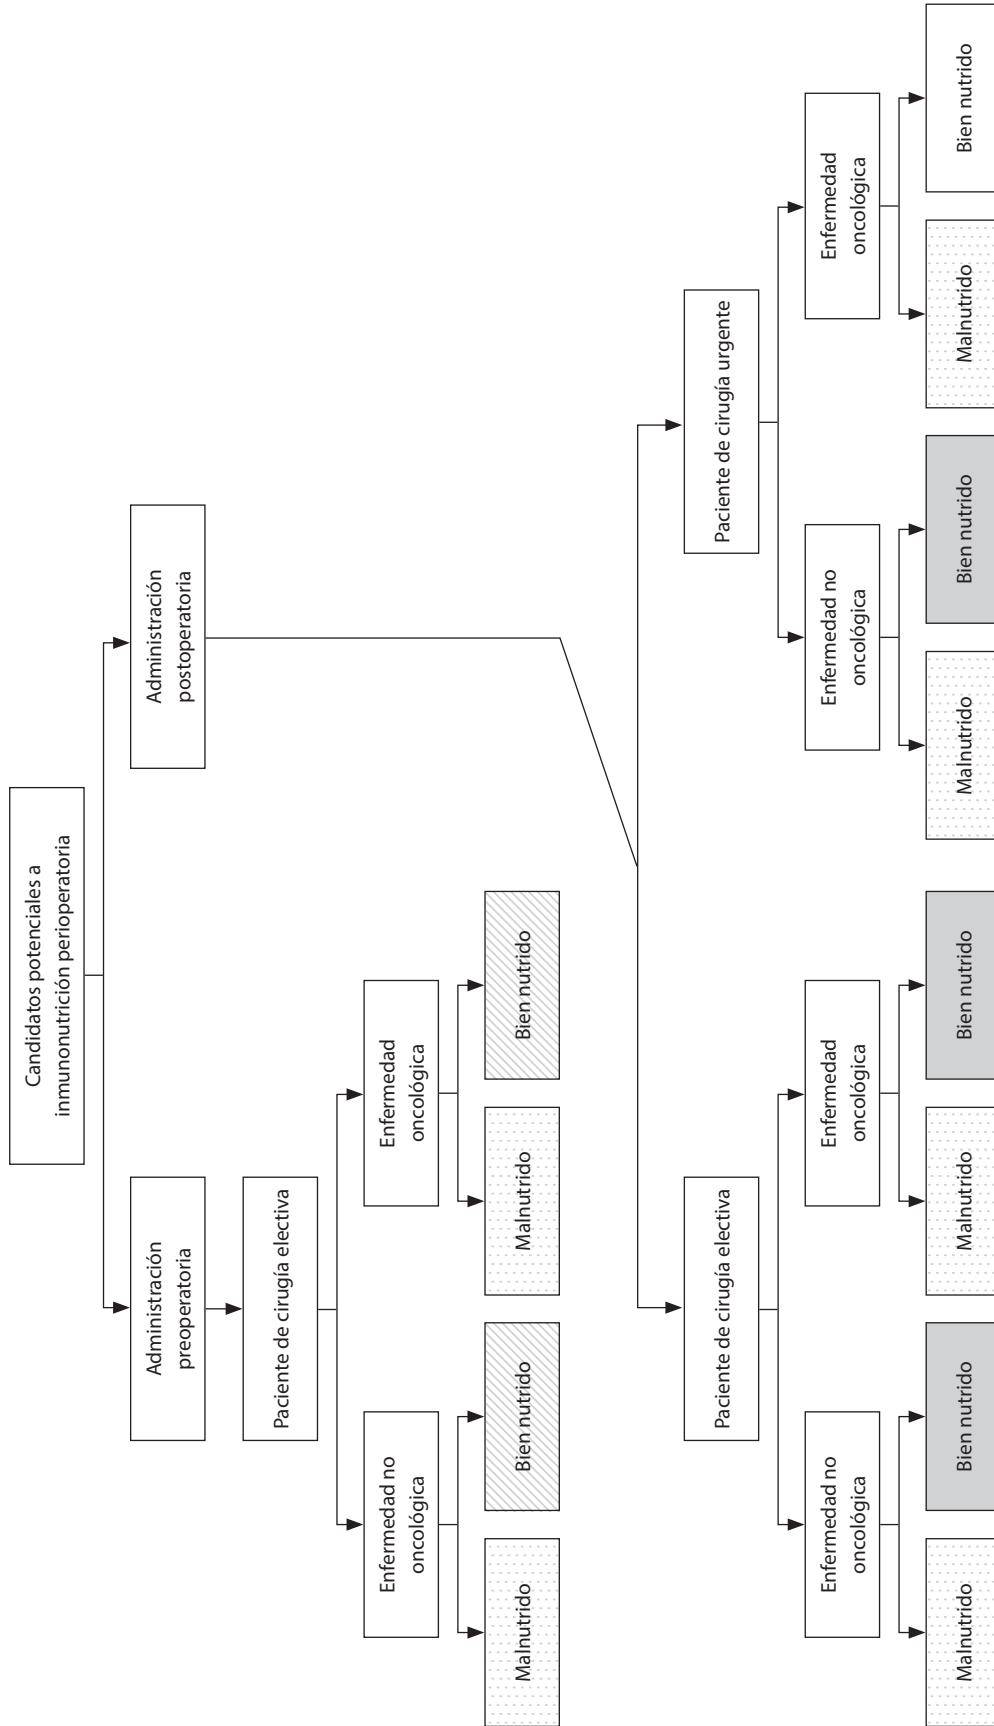 Candidatos potenciales a
inmunonutrición perioperatoria
Administración
preoperatoria
Administración
postoperatoria
Paciente de cirugía electiva
Enfermedad no
oncológica
Enfermedad
oncológica
Malnutrido
Bien nutrido
Malnutrido
Bien nutrido
Paciente de cirugía electiva
Paciente de cirugía urgente
Enfermedad no
oncológica
Enfermedad
oncológica
Enfermedad no
oncológica
Enfermedad
oncológica
Malnutrido
Bien nutrido
Malnutrido
Bien nutrido
Malnutrido
Bien nutrido
Malnutrido
Bien nutrido